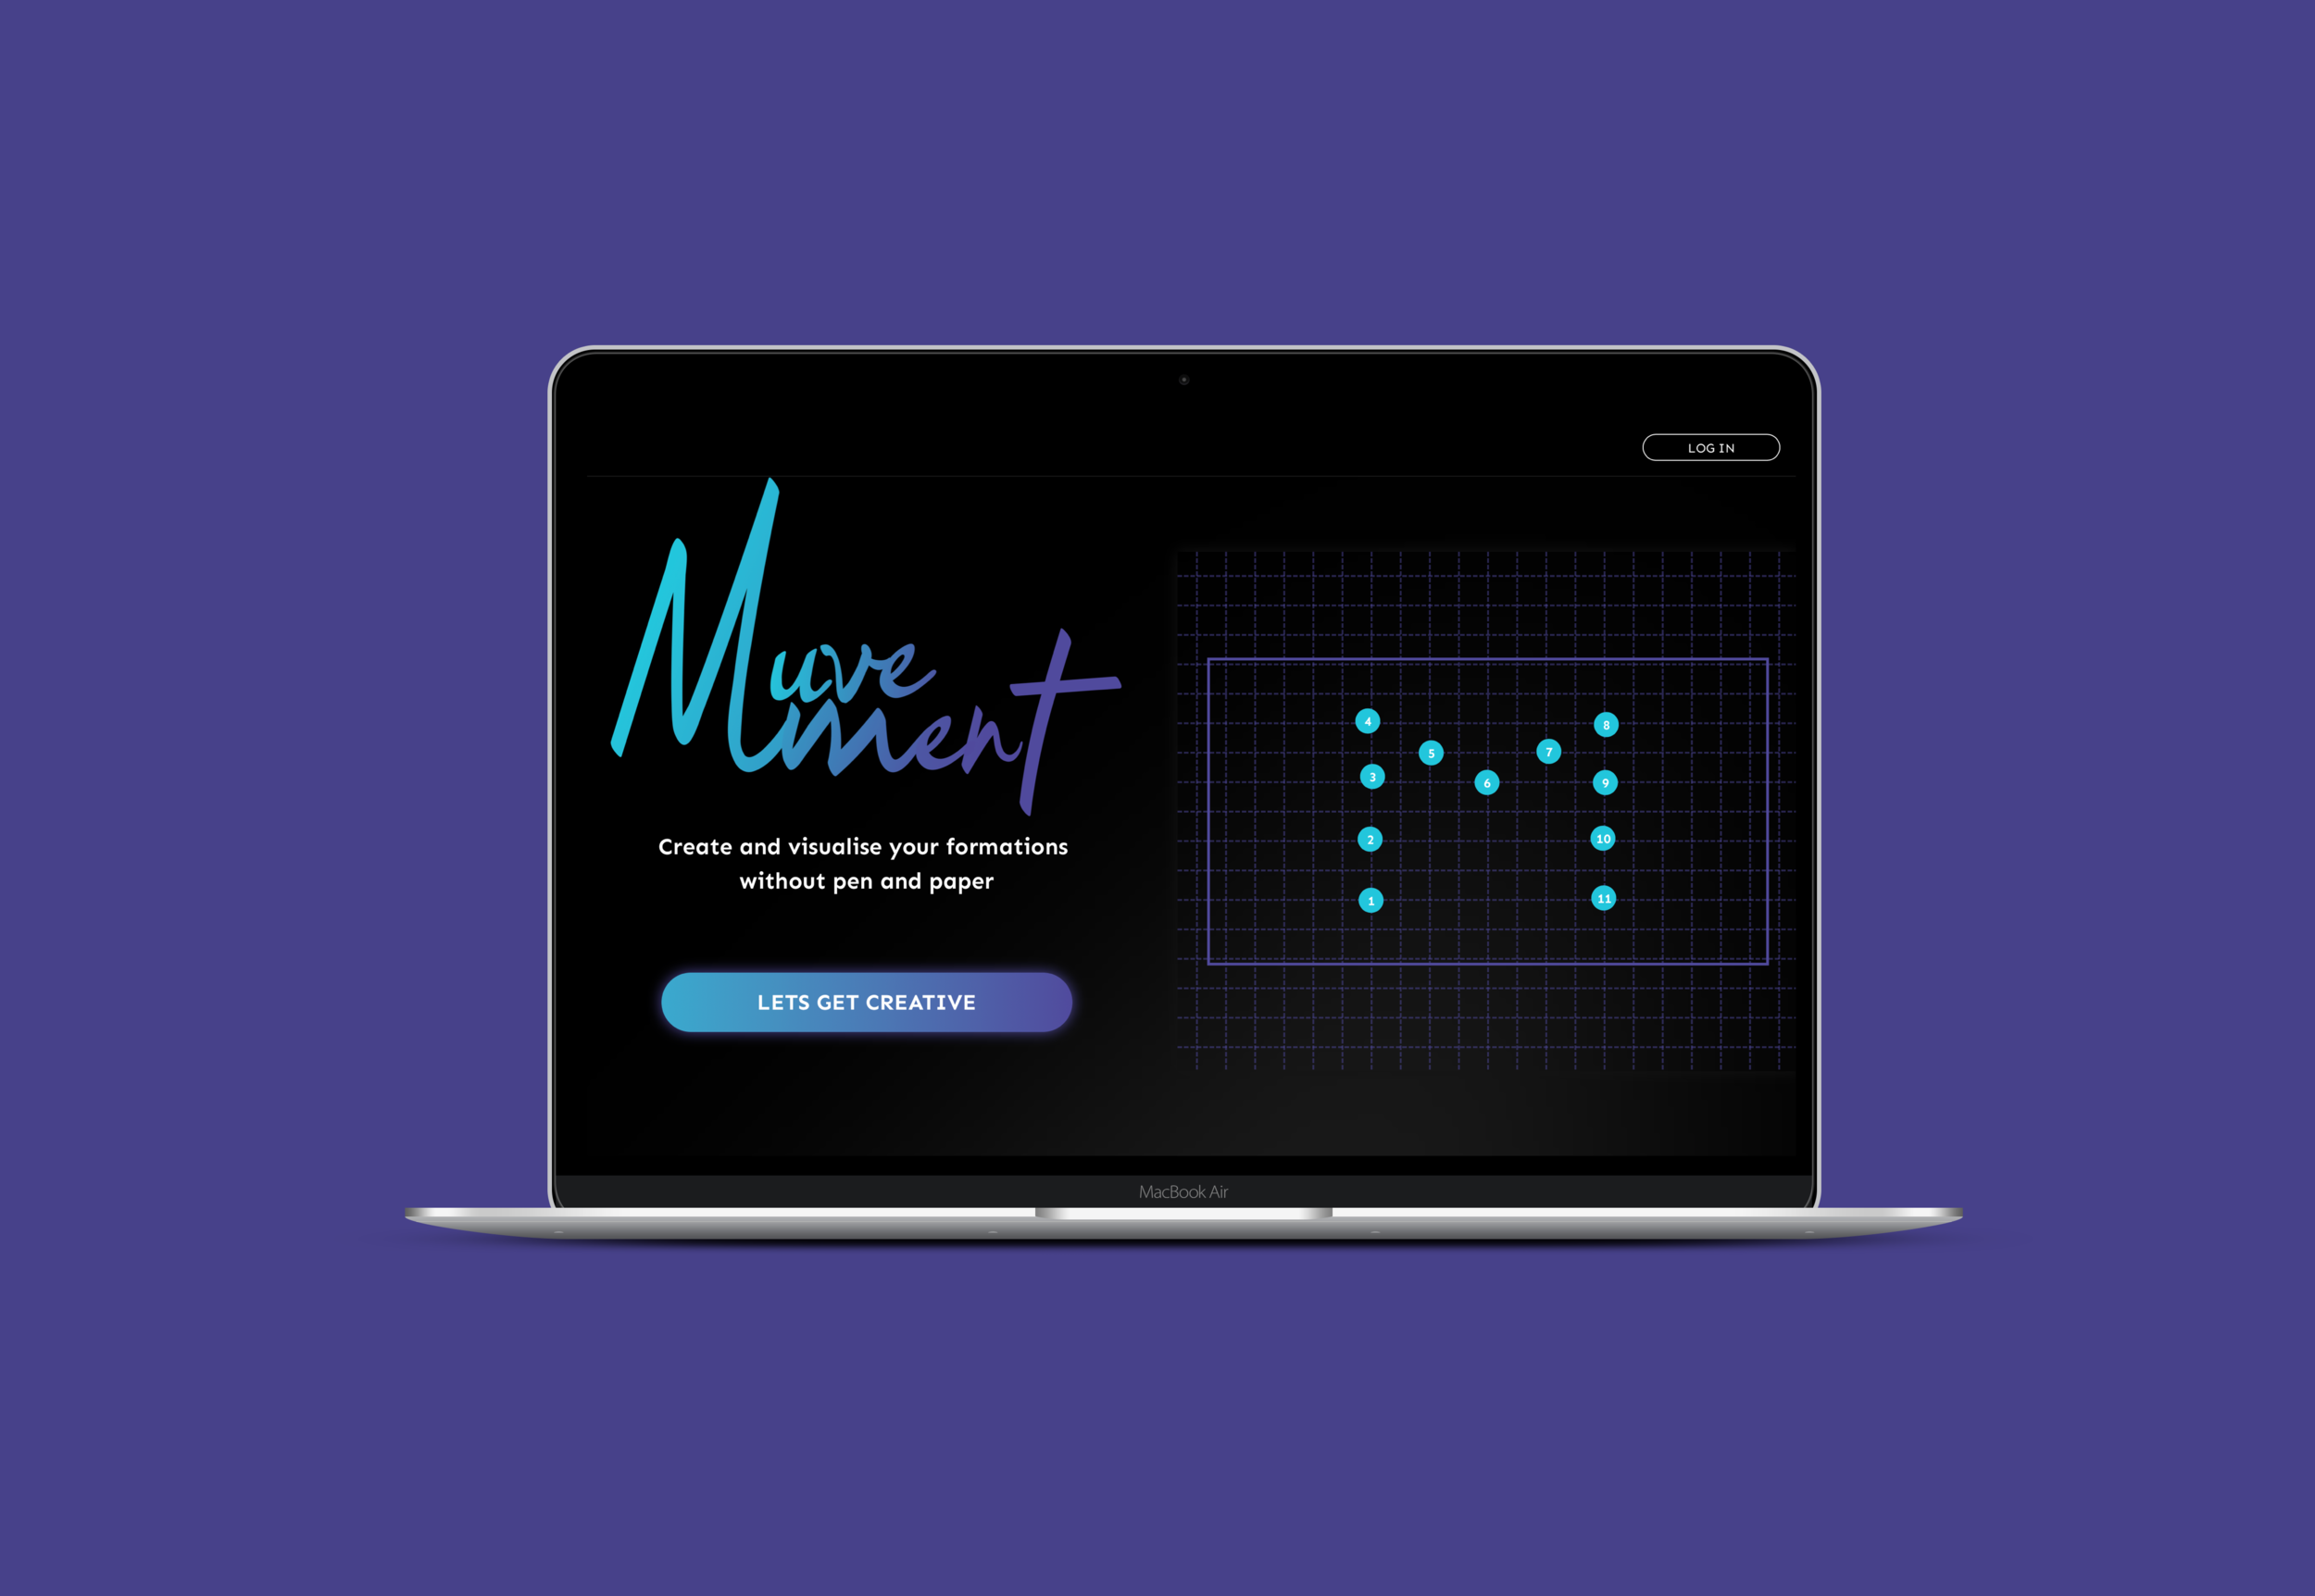 LOG IN
Muve
ment
Create and visualise your formations
without pen and paper
LETS GET CREATIVE
4
8
5
7
3
6
9
2
10
1
11
MacBook Air